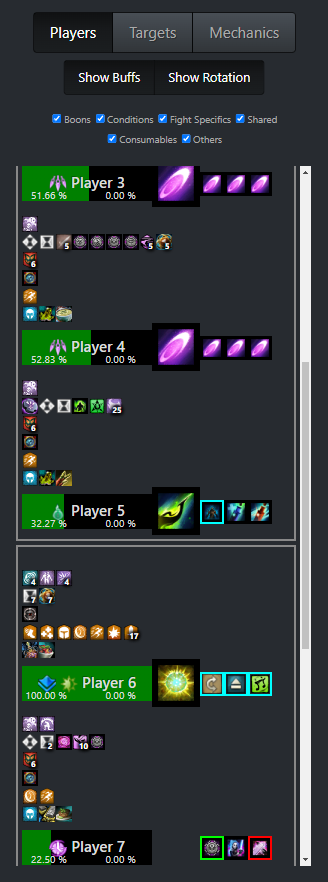 Players Targets Mechanics
Show Buffs Show Rotation
Boons Conditions Fight Specifics Shared
Consumables Others
Player 3
51.66 % 0.00 %
5 5 5
6
Player 4
52.83 % 0.00 %
25
6
Player 5
32.27 % 0.00 %
4 4
7 7
17
Player 6
100.00 % 0.00 %
2 10
6
Player 7
22.50 % 0.00 %